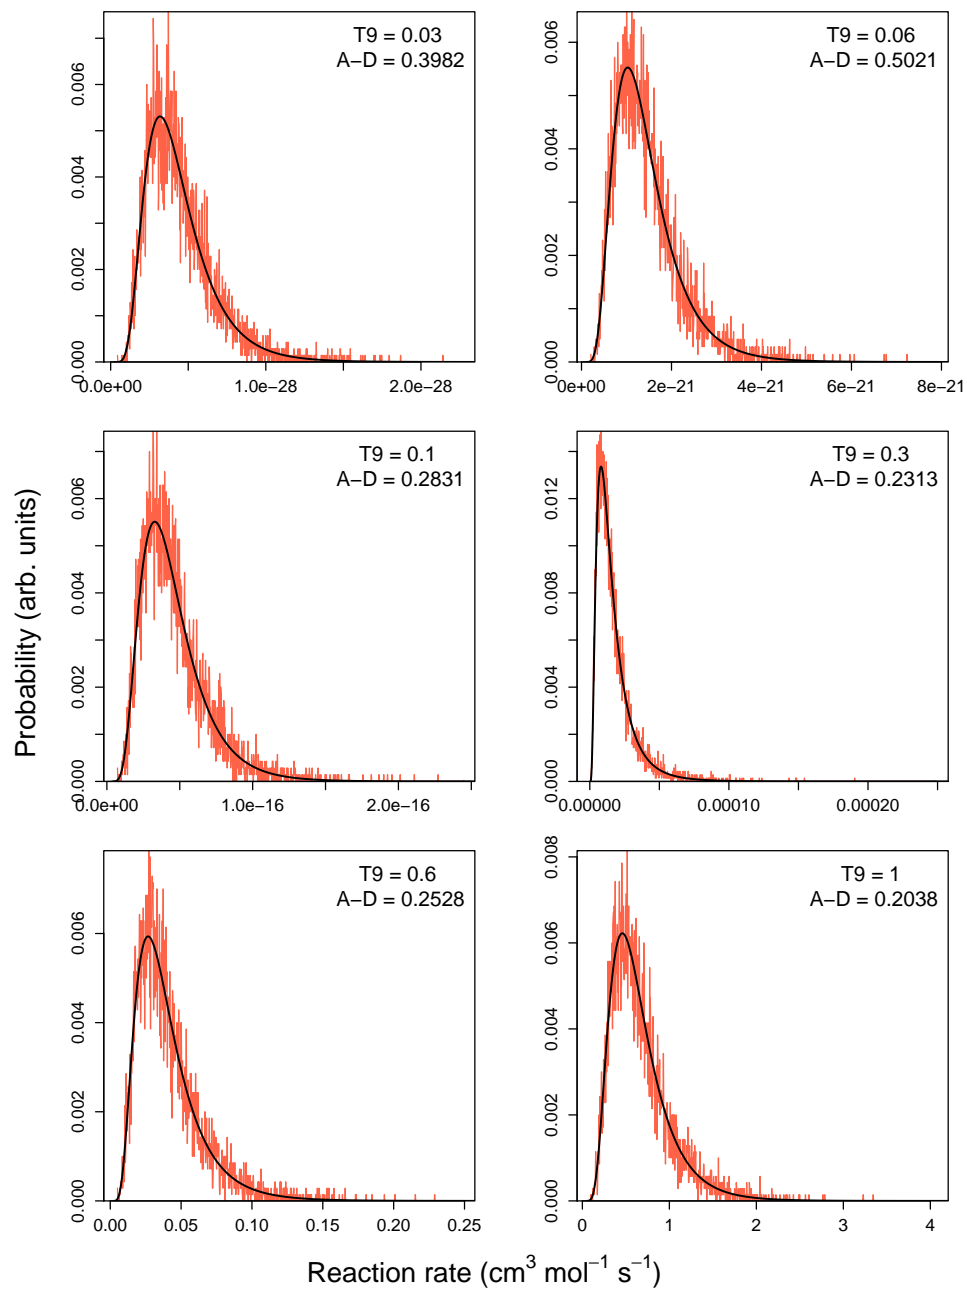 T9 = 0.03
A−D = 0.3982
0.000
0.002
0.004
0.006
0.0e+00
1.0e−28
2.0e−28
T9 = 0.06
A−D = 0.5021
0.000
0.002
0.004
0.006
0e+00
2e−21
4e−21
6e−21
8e−21
T9 = 0.1
A−D = 0.2831
0.000
0.002
0.004
0.006
0.0e+00
1.0e−16
2.0e−16
T9 = 0.3
A−D = 0.2313
0.000
0.004
0.008
0.012
0.00000
0.00010
0.00020
T9 = 0.6
A−D = 0.2528
0.000
0.002
0.004
0.006
0.00
0.05
0.10
0.15
0.20
0.25
T9 = 1
A−D = 0.2038
0.000
0.002
0.004
0.006
0.008
0
1
2
3
4
Probability (arb. units)
Reaction rate (cm³ mol⁻¹ s⁻¹)